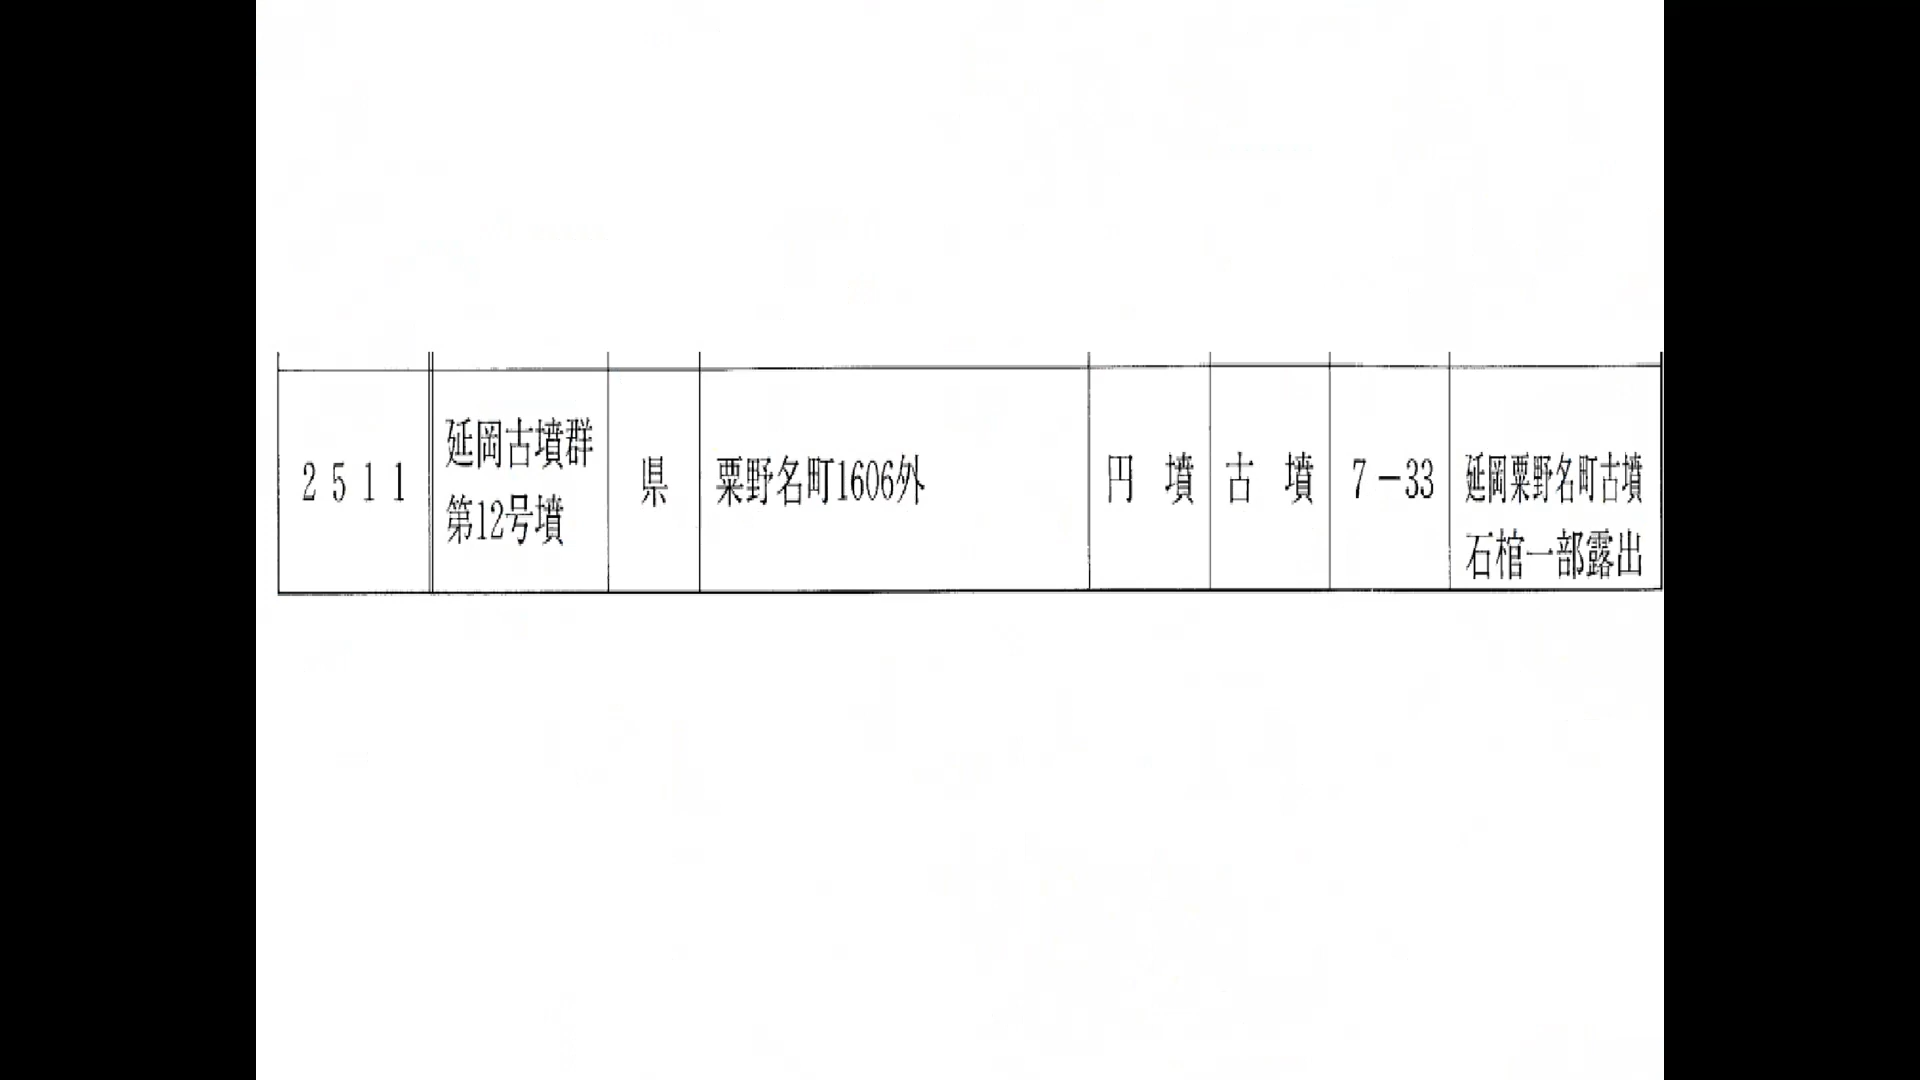 2511
延岡古墳群
第12号墳
県
粟野名町1606外
円 墳
古 墳
7-33
延岡粟野名町古墳
石棺一部露出